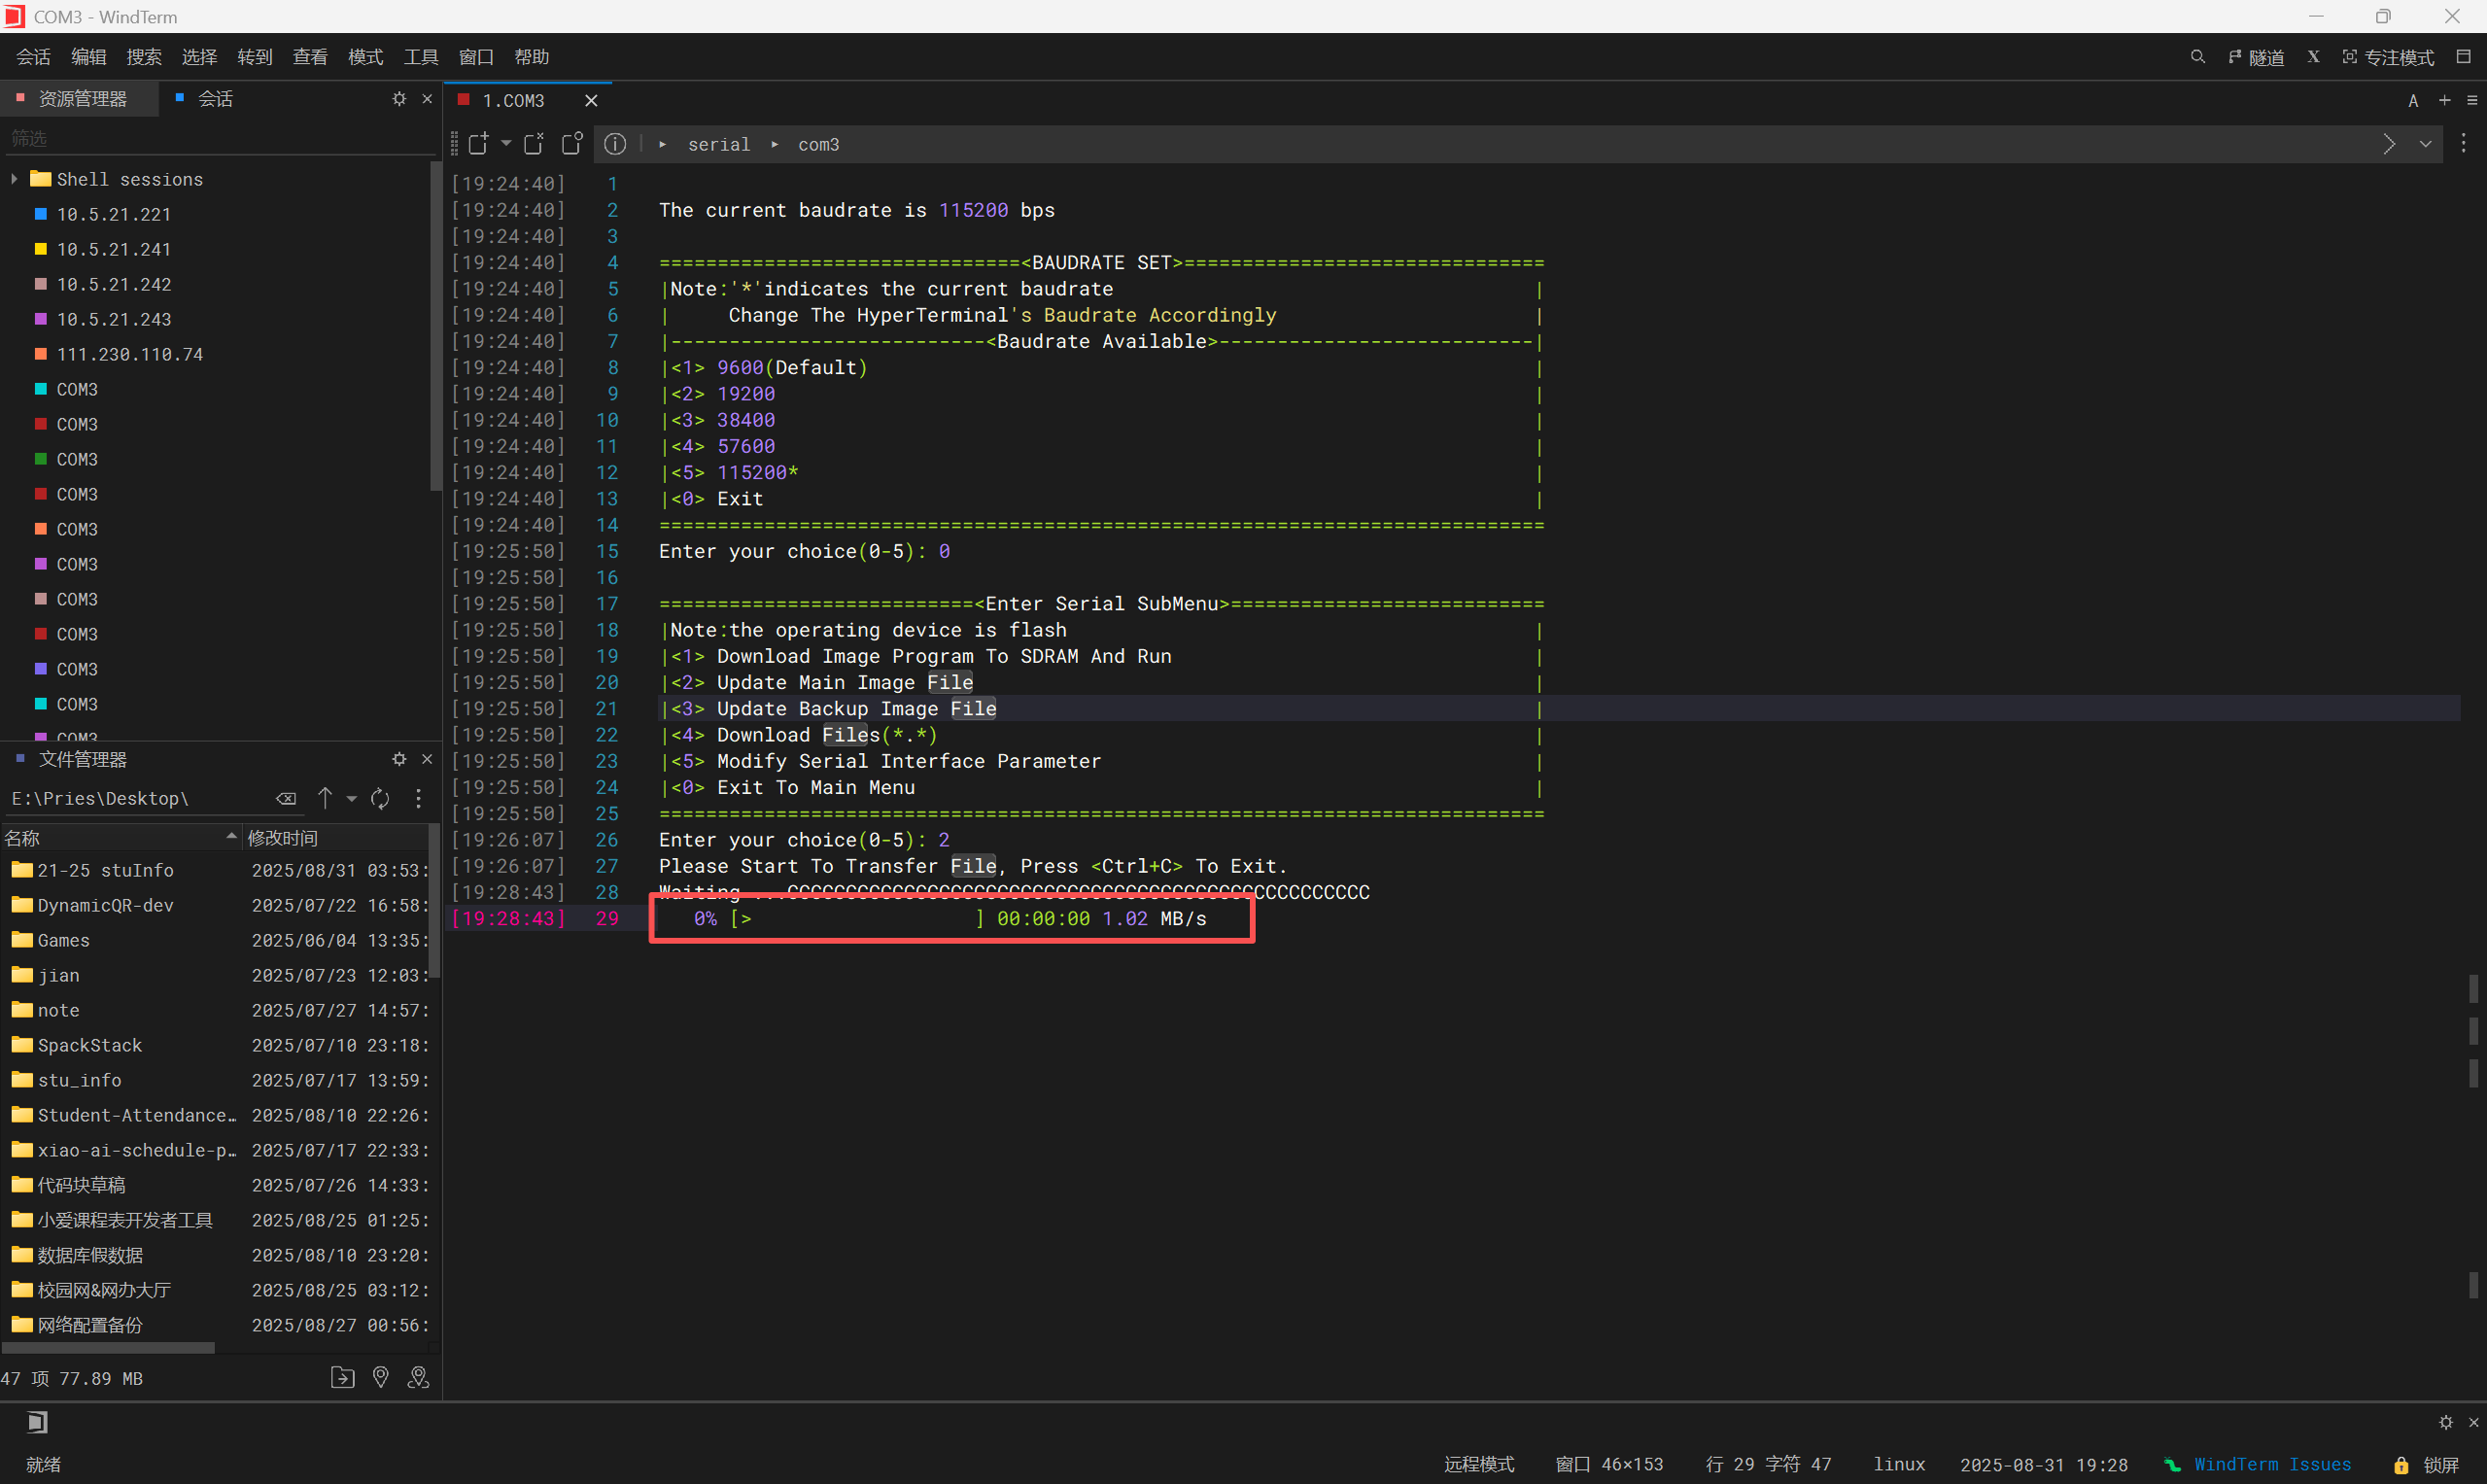 COM3 - WindTerm
会话 编辑 搜索 选择 转到 查看 模式 工具 窗口 帮助
隧道 X 专注模式
资源管理器 会话
1.COM3
A
筛选
serial com3
Shell sessions
10.5.21.221
10.5.21.241
10.5.21.242
10.5.21.243
111.230.110.74
COM3
COM3
COM3
COM3
COM3
COM3
COM3
COM3
COM3
COM3
COM3
文件管理器
E:\Pries\Desktop\
名称 修改时间
21-25 stuInfo 2025/08/31 03:53:
DynamicQR-dev 2025/07/22 16:58:
Games 2025/06/04 13:35:
jian 2025/07/23 12:03:
note 2025/07/27 14:57:
SpackStack 2025/07/10 23:18:
stu_info 2025/07/17 13:59:
Student-Attendance… 2025/08/10 22:26:
xiao-ai-schedule-p… 2025/07/17 22:33:
代码块草稿 2025/07/26 14:33:
小爱课程表开发者工具 2025/08/25 01:25:
数据库假数据 2025/08/10 23:20:
校园网&网办大厅 2025/08/25 03:12:
网络配置备份 2025/08/27 00:56:
47 项 77.89 MB
[19:24:40] 1
[19:24:40] 2 The current baudrate is 115200 bps
[19:24:40] 3
[19:24:40] 4 ===============================<BAUDRATE SET>===============================
[19:24:40] 5 |Note:'*'indicates the current baudrate |
[19:24:40] 6 | Change The HyperTerminal's Baudrate Accordingly |
[19:24:40] 7 |---------------------------<Baudrate Available>---------------------------|
[19:24:40] 8 |<1> 9600(Default) |
[19:24:40] 9 |<2> 19200 |
[19:24:40] 10 |<3> 38400 |
[19:24:40] 11 |<4> 57600 |
[19:24:40] 12 |<5> 115200* |
[19:24:40] 13 |<0> Exit |
[19:24:40] 14 ============================================================================
[19:25:50] 15 Enter your choice(0-5): 0
[19:25:50] 16
[19:25:50] 17 ===========================<Enter Serial SubMenu>===========================
[19:25:50] 18 |Note:the operating device is flash |
[19:25:50] 19 |<1> Download Image Program To SDRAM And Run |
[19:25:50] 20 |<2> Update Main Image File |
[19:25:50] 21 |<3> Update Backup Image File |
[19:25:50] 22 |<4> Download Files(*.*) |
[19:25:50] 23 |<5> Modify Serial Interface Parameter |
[19:25:50] 24 |<0> Exit To Main Menu |
[19:25:50] 25 ============================================================================
[19:26:07] 26 Enter your choice(0-5): 2
[19:26:07] 27 Please Start To Transfer File, Press <Ctrl+C> To Exit.
[19:28:43] 28 Waiting ...CCCCCCCCCCCCCCCCCCCCCCCCCCCCCCCCCCCCCCCCCCCCCCCCCC
[19:28:43] 29 0% [> ] 00:00:00 1.02 MB/s
就绪
远程模式 窗口 46×153 行 29 字符 47 linux 2025-08-31 19:28 WindTerm Issues 锁屏